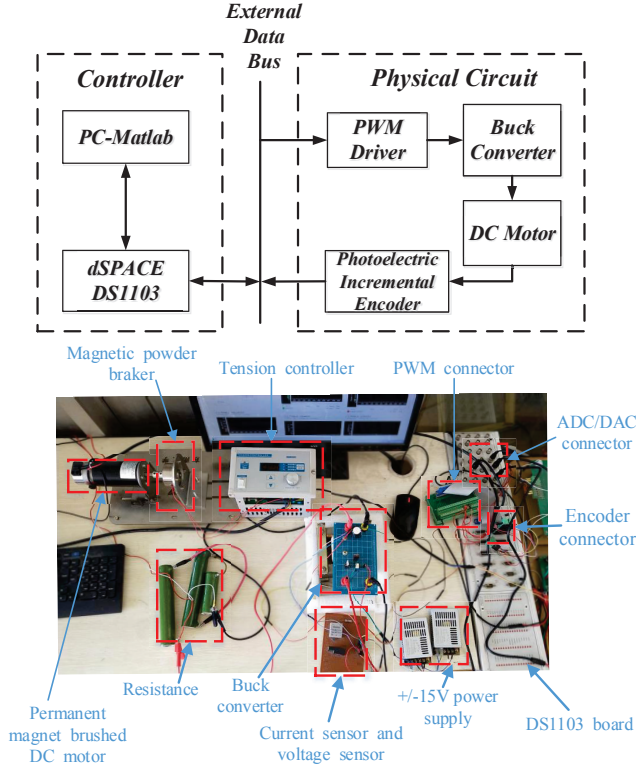 External
Data
Bus
Controller
Physical Circuit
PC-Matlab
PWM
Driver
Buck
Converter
DC Motor
dSPACE
DS1103
Photoelectric
Incremental
Encoder
Magnetic powder
braker
Tension controller
PWM connector
ADC/DAC
connector
Encoder
connector
Resistance
Buck
converter
+/-15V power
supply
Permanent
magnet brushed
DC motor
Current sensor and
voltage sensor
DS1103 board